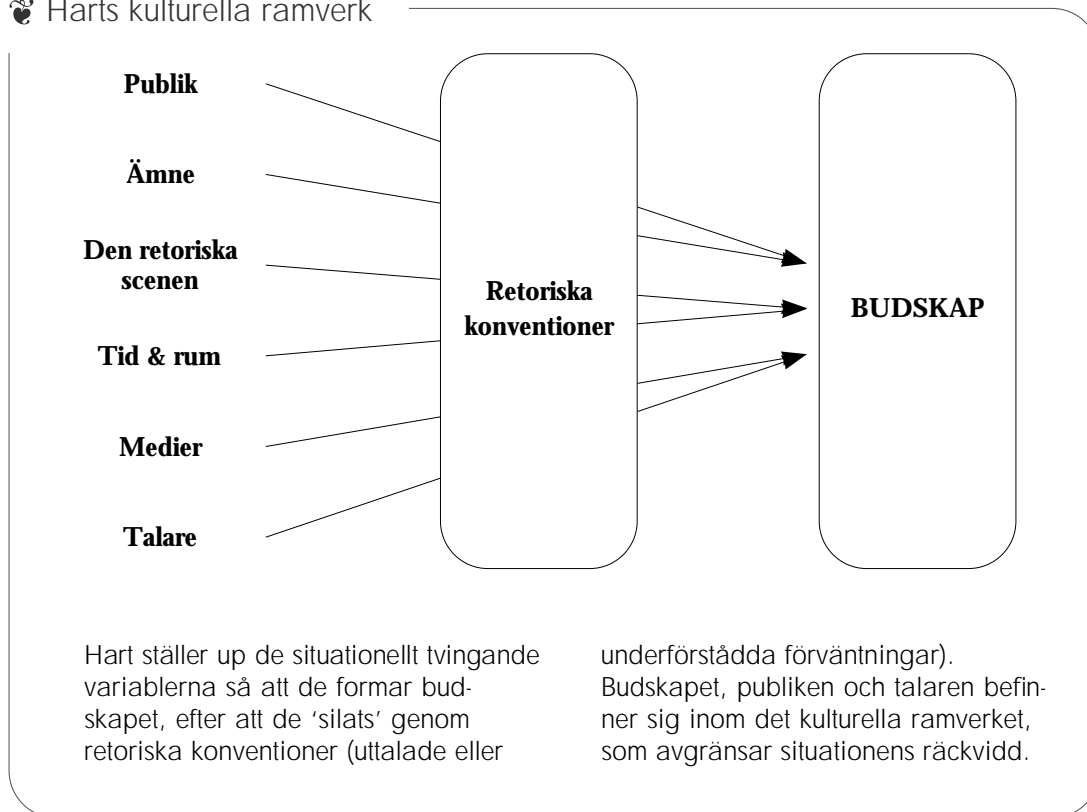 ❦ Harts kulturella ramverk
Publik
Ämne
Den retoriska
scenen
Tid & rum
Medier
Talare
Retoriska
konventioner
BUDSKAP
Hart ställer up de situationellt tvingande
variablerna så att de formar bud-
skapet, efter att de ‘silats’ genom
retoriska konventioner (uttalade eller
underförstådda förväntningar).
Budskapet, publiken och talaren befin-
ner sig inom det kulturella ramverket,
som avgränsar situationens räckvidd.